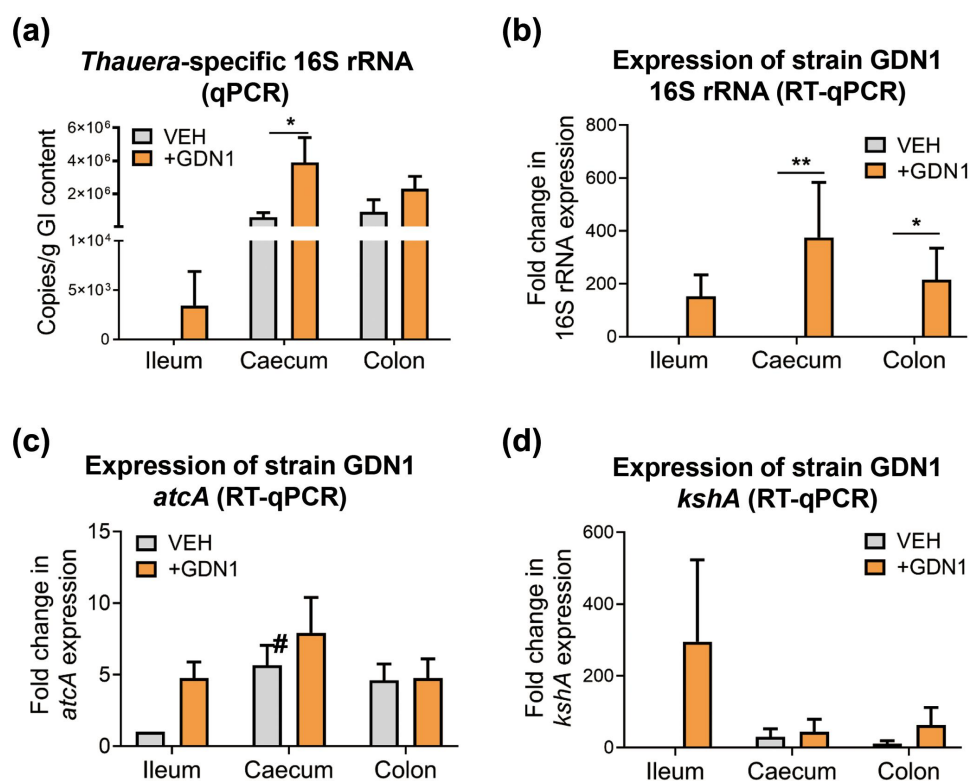 (a)
Thauera-specific 16S rRNA
(qPCR)
Copies/g GI content
6×10⁶
4×10⁶
2×10⁶
1×10⁴
5×10³
0
VEH
+GDN1
*
Ileum Caecum Colon
(b)
Expression of strain GDN1
16S rRNA (RT-qPCR)
Fold change in
16S rRNA expression
800
600
400
200
0
VEH
+GDN1
**
*
Ileum Caecum Colon
(c)
Expression of strain GDN1
atcA (RT-qPCR)
Fold change in
atcA expression
15
10
5
0
VEH
+GDN1
#
Ileum Caecum Colon
(d)
Expression of strain GDN1
kshA (RT-qPCR)
Fold change in
kshA expression
600
400
200
0
VEH
+GDN1
Ileum Caecum Colon